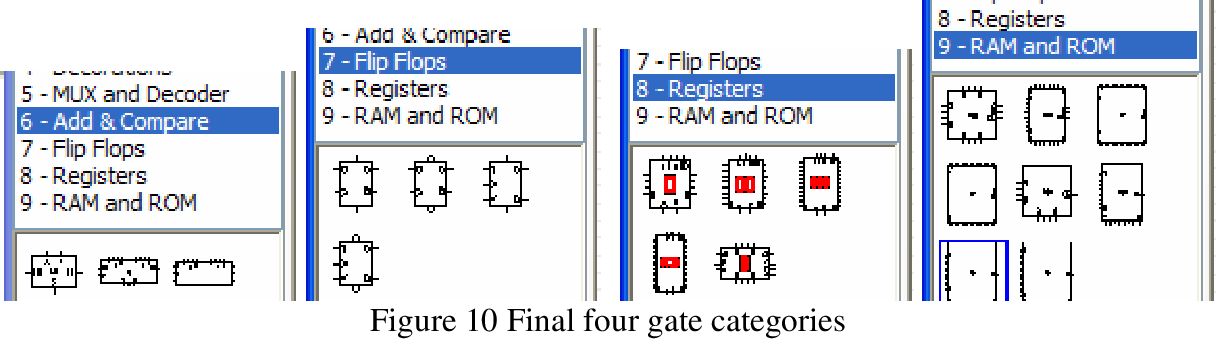 5 - MUX and Decoder
6 - Add & Compare
7 - Flip Flops
8 - Registers
9 - RAM and ROM
6 - Add & Compare
7 - Flip Flops
8 - Registers
9 - RAM and ROM
7 - Flip Flops
8 - Registers
9 - RAM and ROM
8 - Registers
9 - RAM and ROM
Figure 10 Final four gate categories